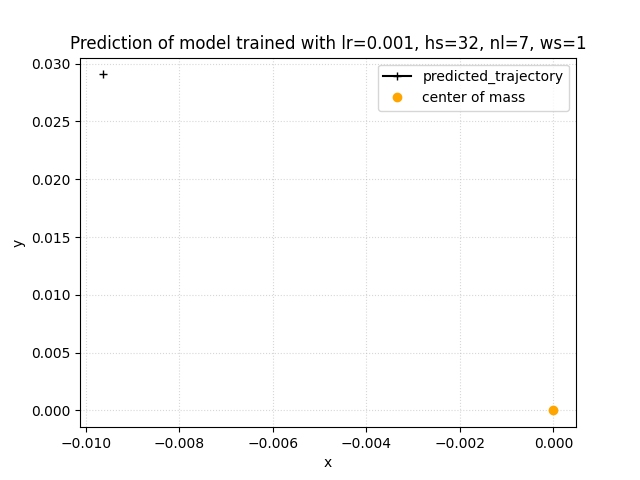 Prediction of model trained with lr=0.001, hs=32, nl=7, ws=1
predicted_trajectory
center of mass
0.030
0.025
0.020
0.015
0.010
0.005
0.000
y
−0.010 −0.008 −0.006 −0.004 −0.002 0.000
x